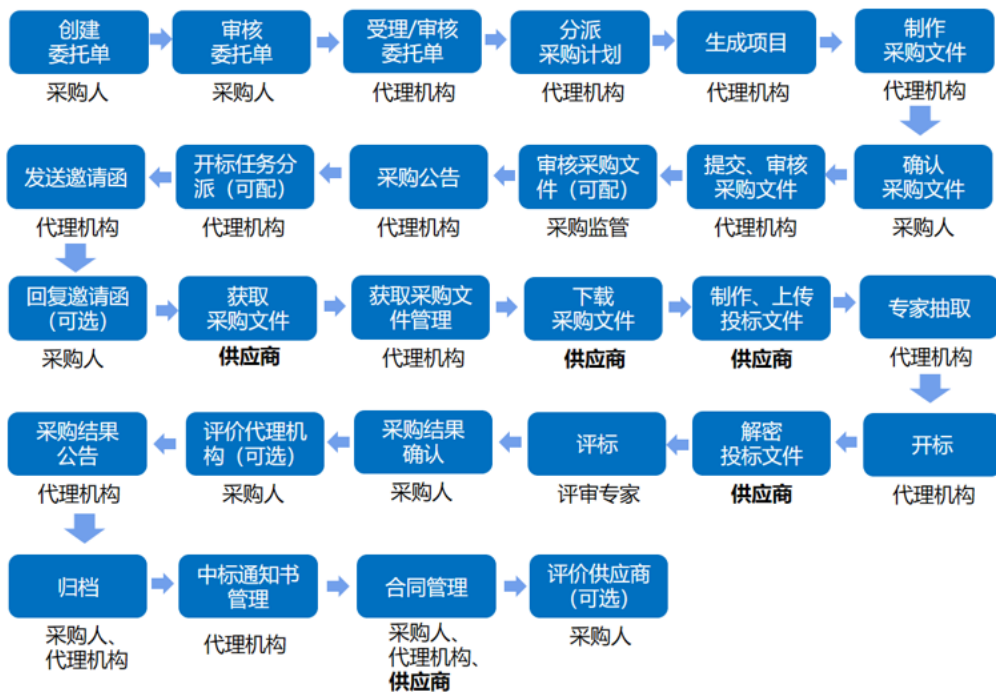 创建
委托单
采购人
审核
委托单
采购人
受理/审核
委托单
代理机构
分派
采购计划
代理机构
生成项目
代理机构
制作
采购文件
代理机构
确认
采购文件
采购人
提交、审核
采购文件
代理机构
审核采购文
件（可配）
采购监管
采购公告
代理机构
开标任务分
派（可配）
代理机构
发送邀请函
代理机构
回复邀请函
（可选）
采购人
获取
采购文件
供应商
获取采购文
件管理
代理机构
下载
采购文件
供应商
制作、上传
投标文件
供应商
专家抽取
代理机构
开标
代理机构
解密
投标文件
供应商
评标
评审专家
采购结果
确认
采购人
评价代理机
构（可选）
采购人
采购结果
公告
代理机构
归档
采购人、
代理机构
中标通知书
管理
代理机构
合同管理
采购人、
代理机构、
供应商
评价供应商
（可选）
采购人